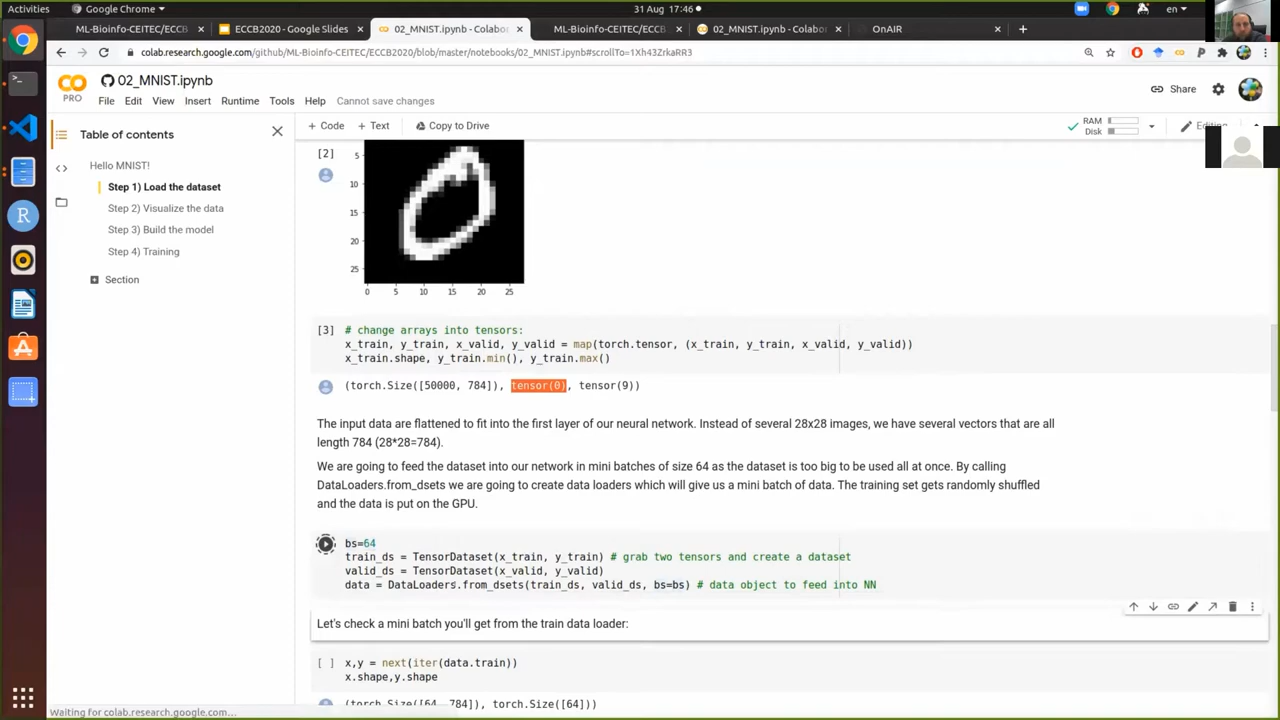 Activities
Google Chrome
31 Aug 17:46
en
ML-Bioinfo-CEITEC/ECCB
ECCB2020 - Google Slides
02_MNIST.ipynb - Colabora
ML-Bioinfo-CEITEC/ECCB
02_MNIST.ipynb - Colabora
OnAIR
colab.research.google.com/github/ML-Bioinfo-CEITEC/ECCB2020/blob/master/notebooks/02_MNIST.ipynb#scrollTo=1Xh43ZrkaRR3
PRO
02_MNIST.ipynb
File Edit View Insert Runtime Tools Help Cannot save changes
Share
Table of contents
+ Code + Text Copy to Drive
RAM
Disk
Editing
Hello MNIST!
Step 1) Load the dataset
Step 2) Visualize the data
Step 3) Build the model
Step 4) Training
Section
[2]
5
10
15
20
25
0 5 10 15 20 25
[3] # change arrays into tensors:
x_train, y_train, x_valid, y_valid = map(torch.tensor, (x_train, y_train, x_valid, y_valid))
x_train.shape, y_train.min(), y_train.max()
(torch.Size([50000, 784]), tensor(0), tensor(9))
The input data are flattened to fit into the first layer of our neural network. Instead of several 28x28 images, we have several vectors that are all
length 784 (28*28=784).
We are going to feed the dataset into our network in mini batches of size 64 as the dataset is too big to be used all at once. By calling
DataLoaders.from_dsets we are going to create data loaders which will give us a mini batch of data. The training set gets randomly shuffled
and the data is put on the GPU.
bs=64
train_ds = TensorDataset(x_train, y_train) # grab two tensors and create a dataset
valid_ds = TensorDataset(x_valid, y_valid)
data = DataLoaders.from_dsets(train_ds, valid_ds, bs=bs) # data object to feed into NN
Let's check a mini batch you'll get from the train data loader:
[ ] x,y = next(iter(data.train))
x.shape,y.shape
(torch.Size([64, 784]), torch.Size([64]))
Waiting for colab.research.google.com...